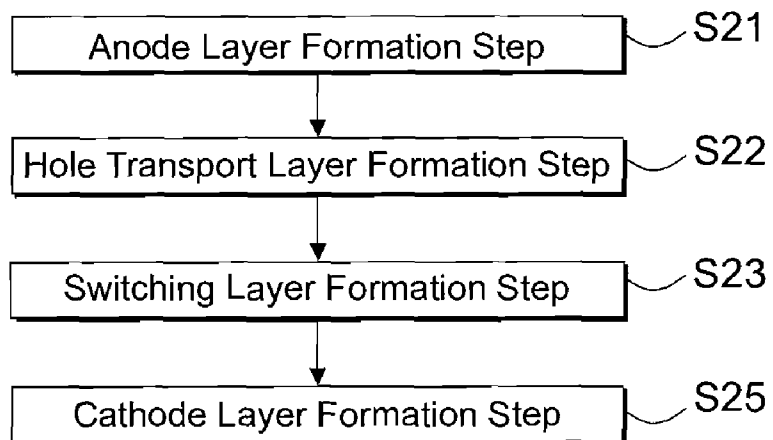 Anode Layer Formation Step S21
Hole Transport Layer Formation Step S22
Switching Layer Formation Step S23
Cathode Layer Formation Step S25